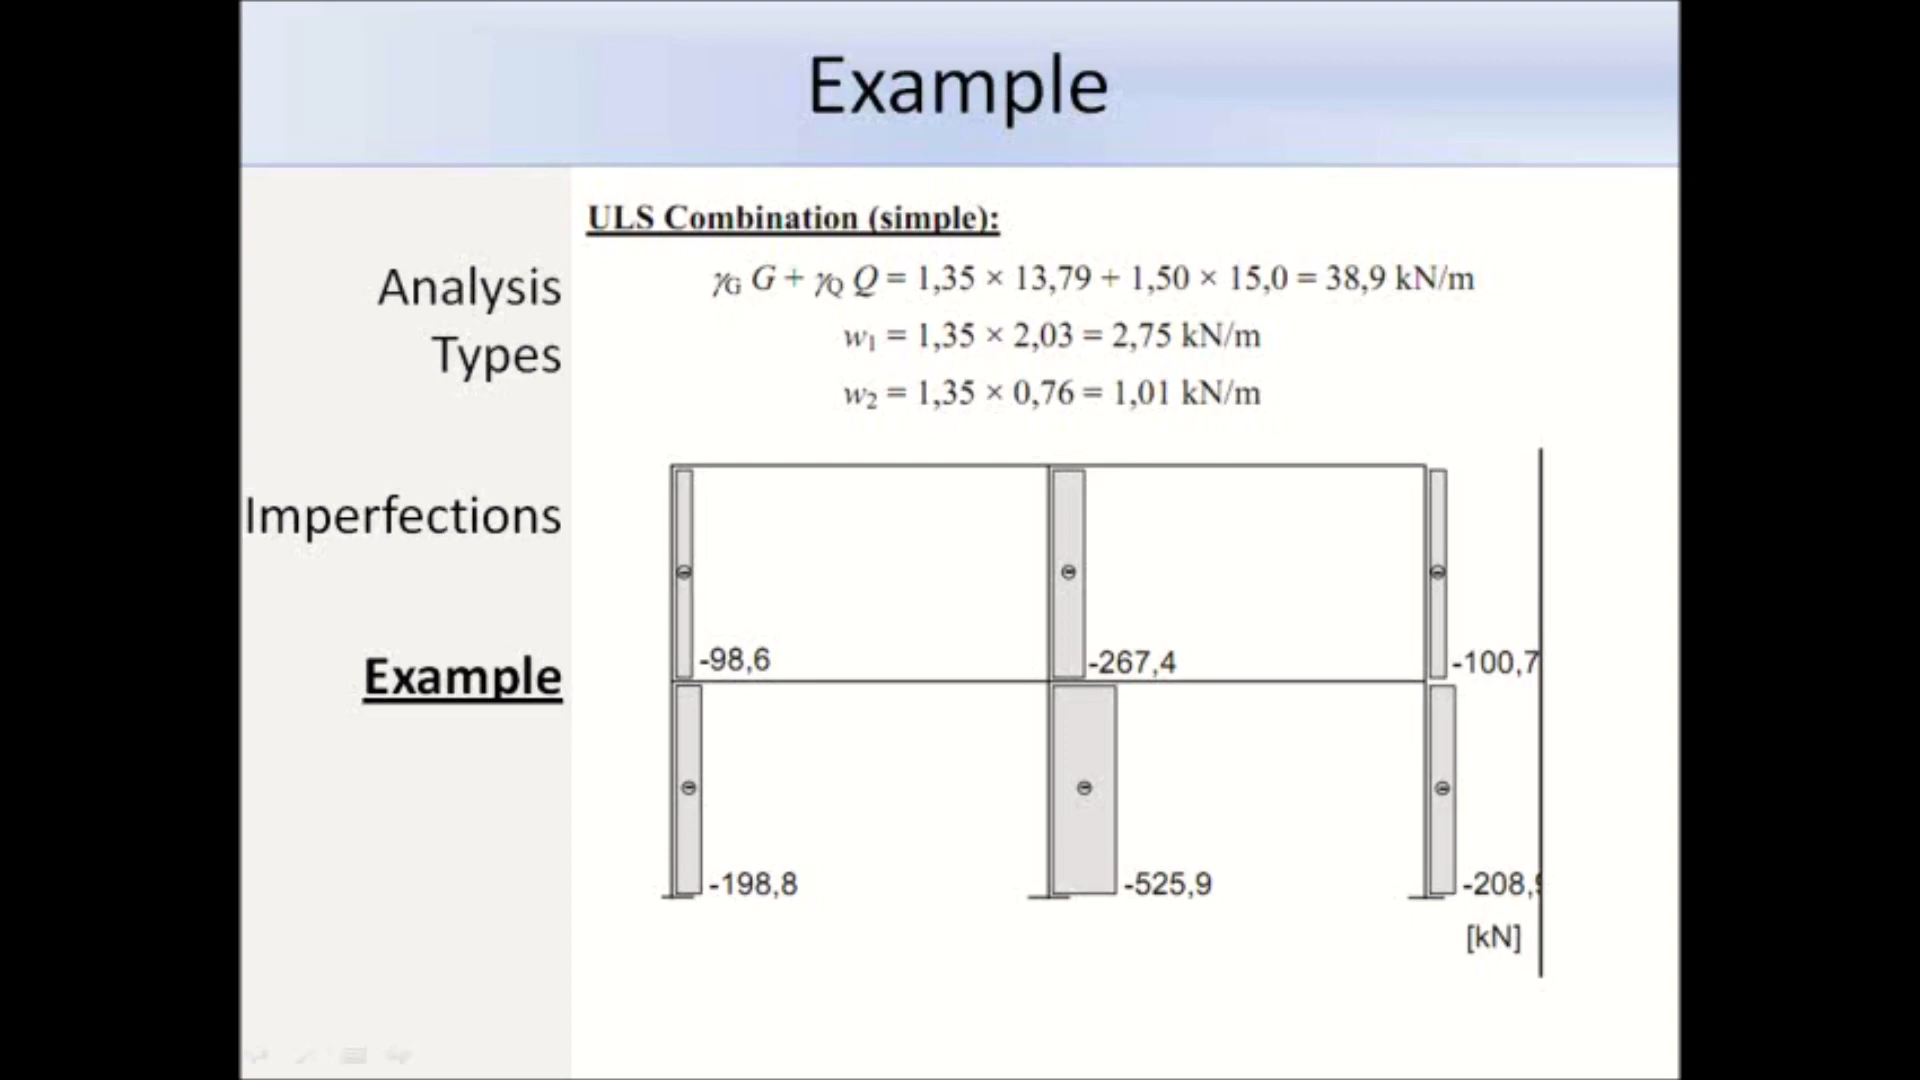 Example
Analysis
Types
Imperfections
Example
ULS Combination (simple):
γG G + γQ Q = 1,35 × 13,79 + 1,50 × 15,0 = 38,9 kN/m
w1 = 1,35 × 2,03 = 2,75 kN/m
w2 = 1,35 × 0,76 = 1,01 kN/m
-98,6
-267,4
-100,7
-198,8
-525,9
-208,9
[kN]